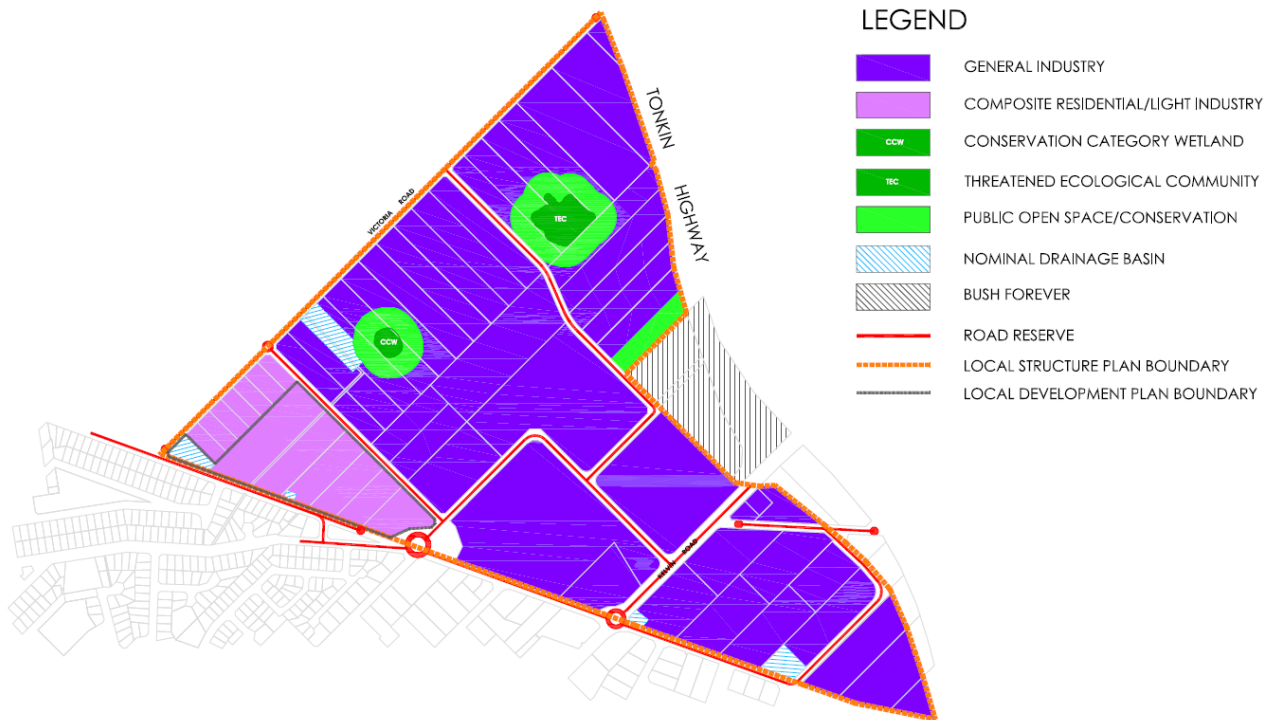 LEGEND
GENERAL INDUSTRY
COMPOSITE RESIDENTIAL/LIGHT INDUSTRY
CCW
CONSERVATION CATEGORY WETLAND
TEC
THREATENED ECOLOGICAL COMMUNITY
PUBLIC OPEN SPACE/CONSERVATION
NOMINAL DRAINAGE BASIN
BUSH FOREVER
ROAD RESERVE
LOCAL STRUCTURE PLAN BOUNDARY
LOCAL DEVELOPMENT PLAN BOUNDARY
TONKIN HIGHWAY
VICTORIA ROAD
TEC
CCW
KELVIN ROAD